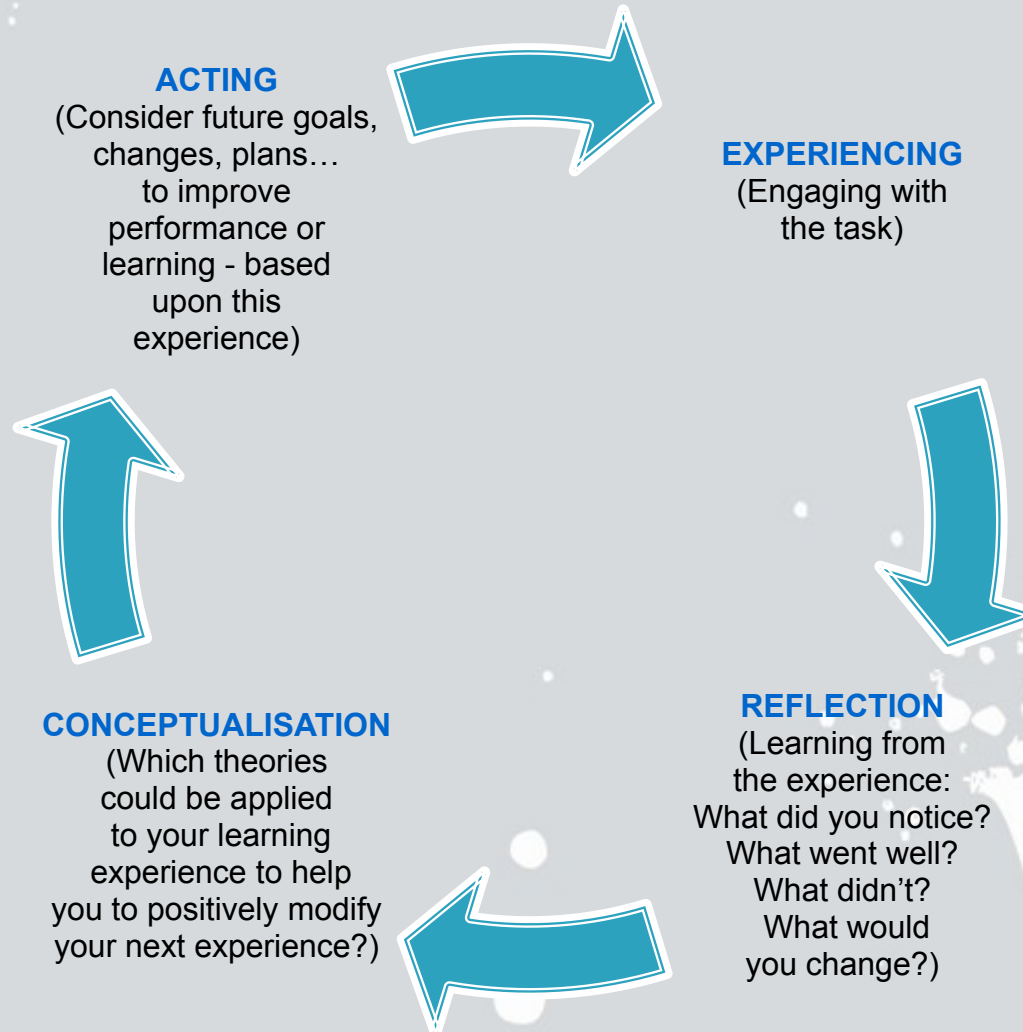 ACTING
(Consider future goals,
changes, plans…
to improve
performance or
learning - based
upon this
experience)
EXPERIENCING
(Engaging with
the task)
REFLECTION
(Learning from
the experience:
What did you notice?
What went well?
What didn’t?
What would
you change?)
CONCEPTUALISATION
(Which theories
could be applied
to your learning
experience to help
you to positively modify
your next experience?)